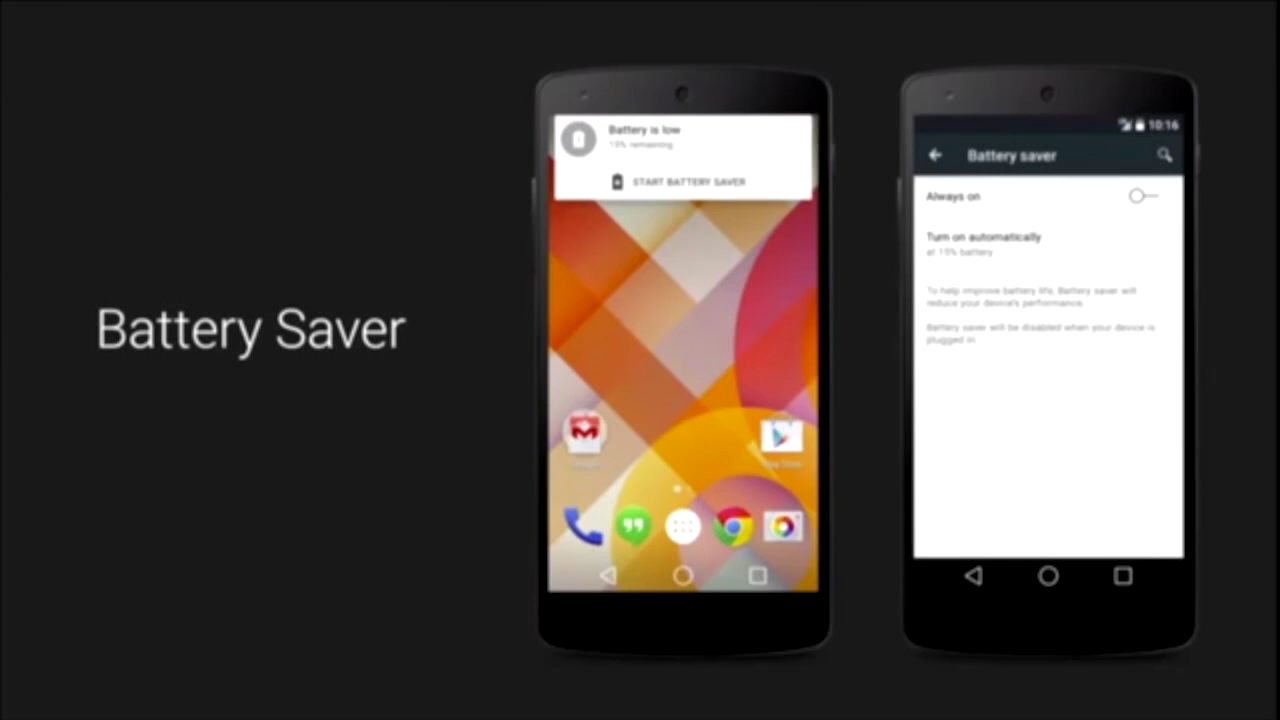 Battery Saver
Battery is low
15% remaining
START BATTERY SAVER
10:16
Battery saver
Always on
Turn on automatically
at 15% battery
To help improve battery life, Battery saver will
reduce your device's performance.
Battery saver will be disabled when your device is
plugged in